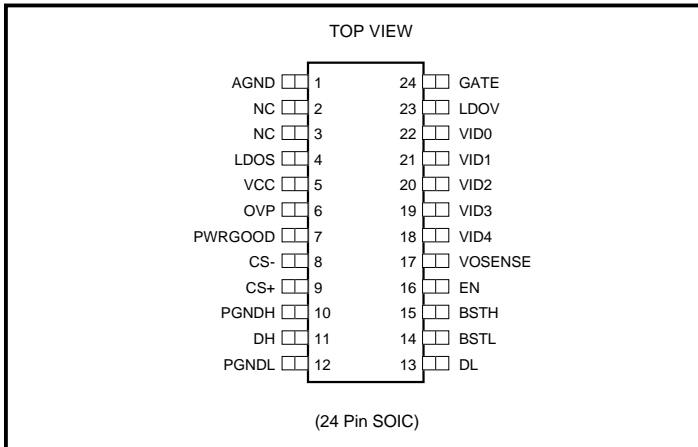 TOP VIEW
AGND 1 24 GATE
NC 2 23 LDOV
NC 3 22 VID0
LDOS 4 21 VID1
VCC 5 20 VID2
OVP 6 19 VID3
PWRGOOD 7 18 VID4
CS- 8 17 VOSENSE
CS+ 9 16 EN
PGNDH 10 15 BSTH
DH 11 14 BSTL
PGNDL 12 13 DL
(24 Pin SOIC)